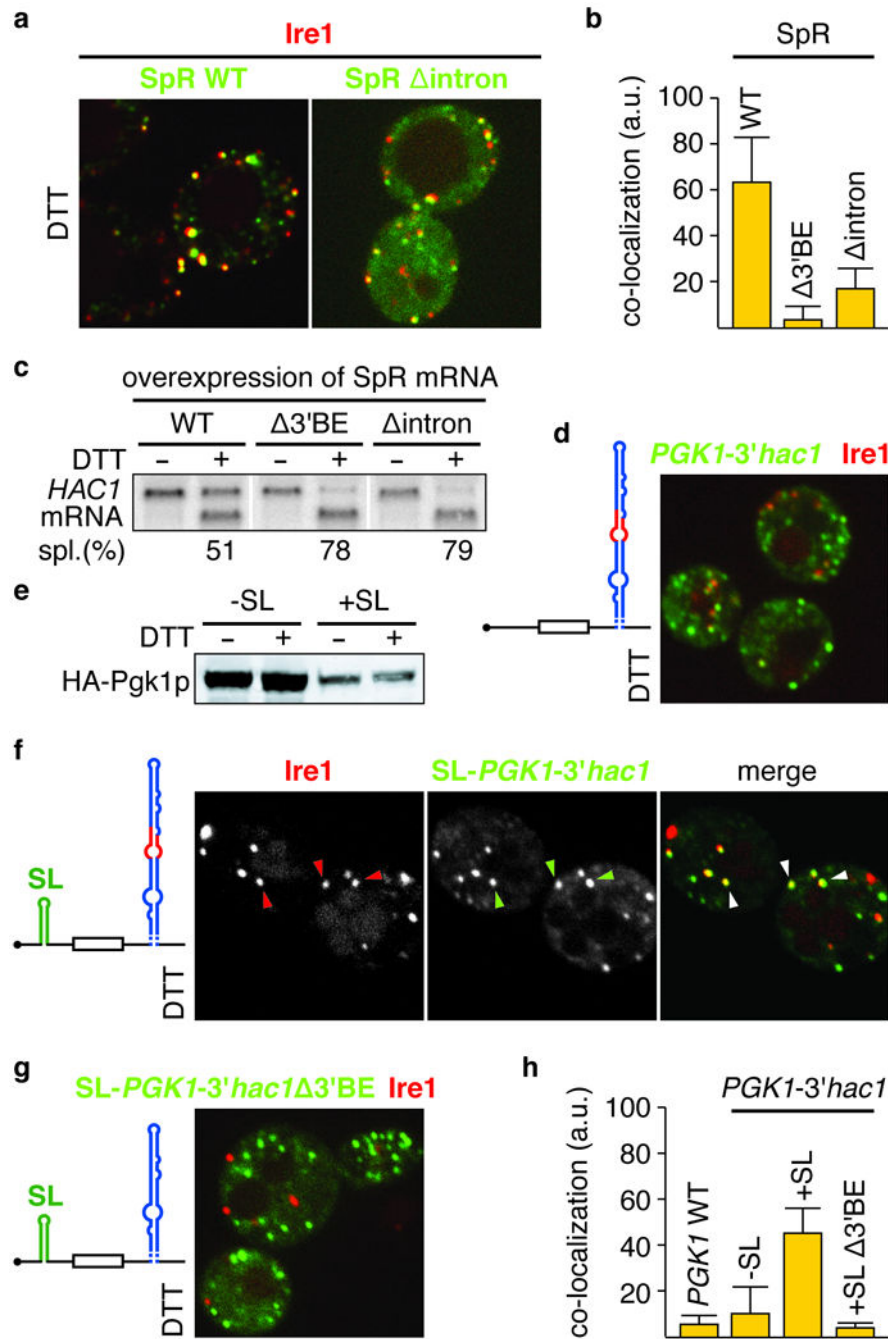 a
Ire1
SpR WT
SpR Δintron
DTT
b
SpR
co-localization (a.u.)
100
80
60
40
20
WT
Δ3'BE
Δintron
c
overexpression of SpR mRNA
WT Δ3'BE Δintron
DTT – + – + – +
HAC1
mRNA
spl.(%) 51 78 79
d
PGK1-3'hac1 Ire1
DTT
e
-SL +SL
DTT – + – +
HA-Pgk1p
f
Ire1
SL-PGK1-3'hac1
merge
SL
DTT
g
SL-PGK1-3'hac1Δ3'BE Ire1
SL
DTT
h
PGK1-3'hac1
co-localization (a.u.)
100
80
60
40
20
PGK1 WT
-SL
+SL
+SL Δ3'BE